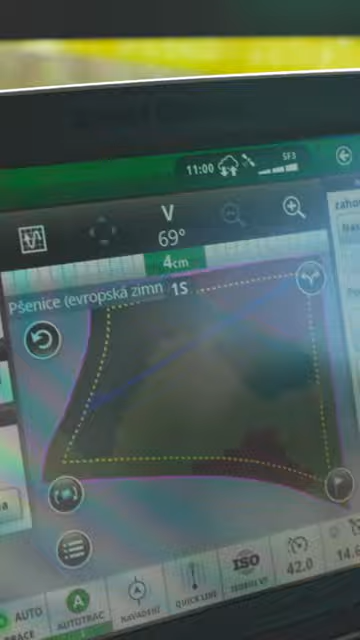 11:00
SF3
V
69°
4cm
Pšenice (evropská zimn
1S
AUTO
AUTOTRAC
NAVÁDĚNÍ
QUICK LINE
ISO
42.0
14.6